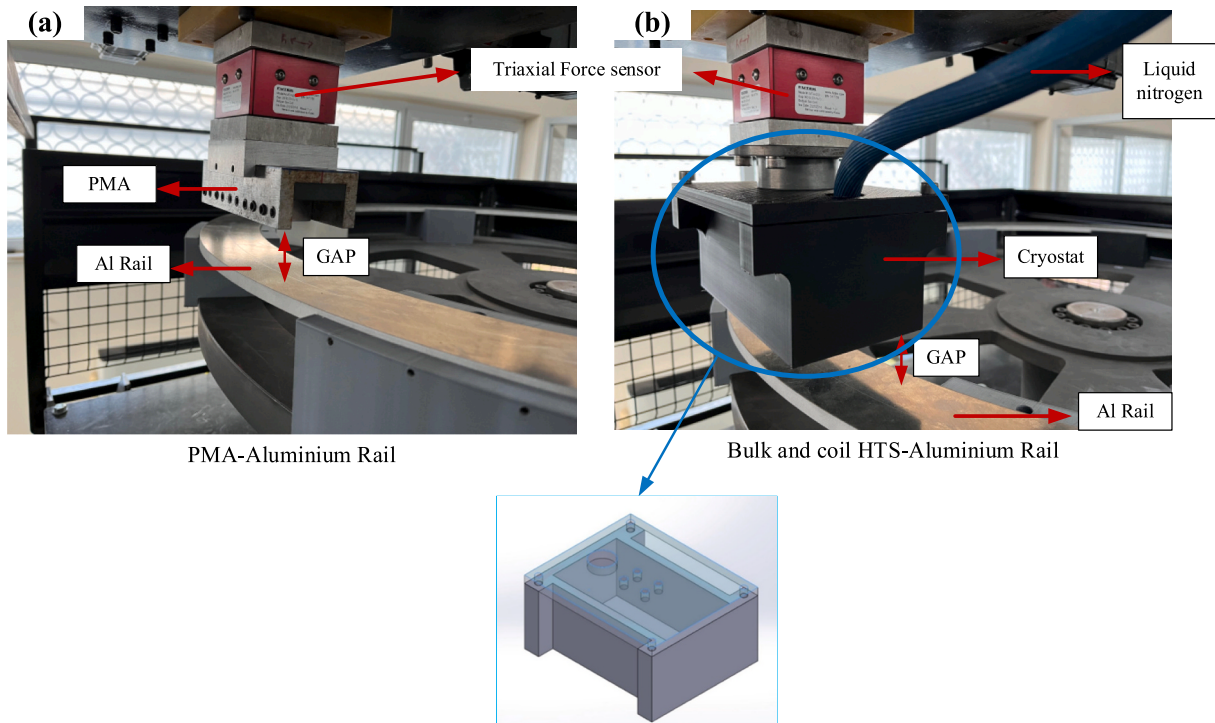 (a)
(b)
Triaxial Force sensor
Liquid
nitrogen
PMA
Al Rail
GAP
Cryostat
GAP
Al Rail
PMA-Aluminium Rail
Bulk and coil HTS-Aluminium Rail